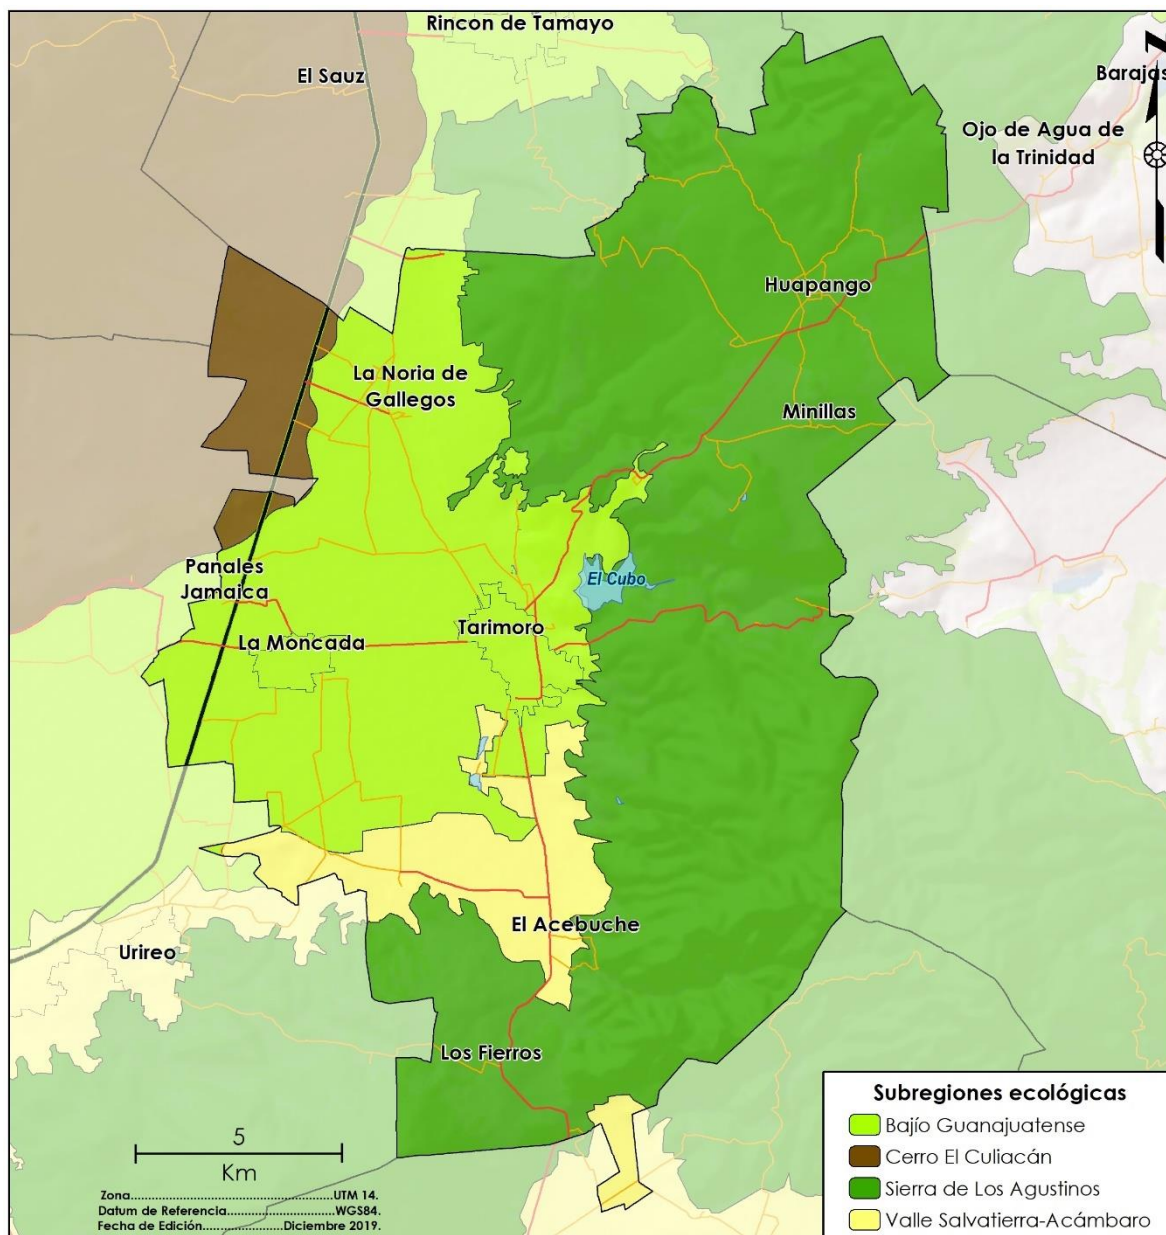 Rincon de Tamayo
El Sauz
Barajas
Ojo de Agua de
la Trinidad
Huapango
La Noria de
Gallegos
Minillas
Panales
Jamaica
El Cubo
Tarimoro
La Moncada
El Acebuche
Urireo
Los Fierros
5
Km
Zona.....................................................UTM 14.
Datum de Referencia.........................WGS84.
Fecha de Edición...................Diciembre 2019.
Subregiones ecológicas
Bajío Guanajuatense
Cerro El Culiacán
Sierra de Los Agustinos
Valle Salvatierra-Acámbaro